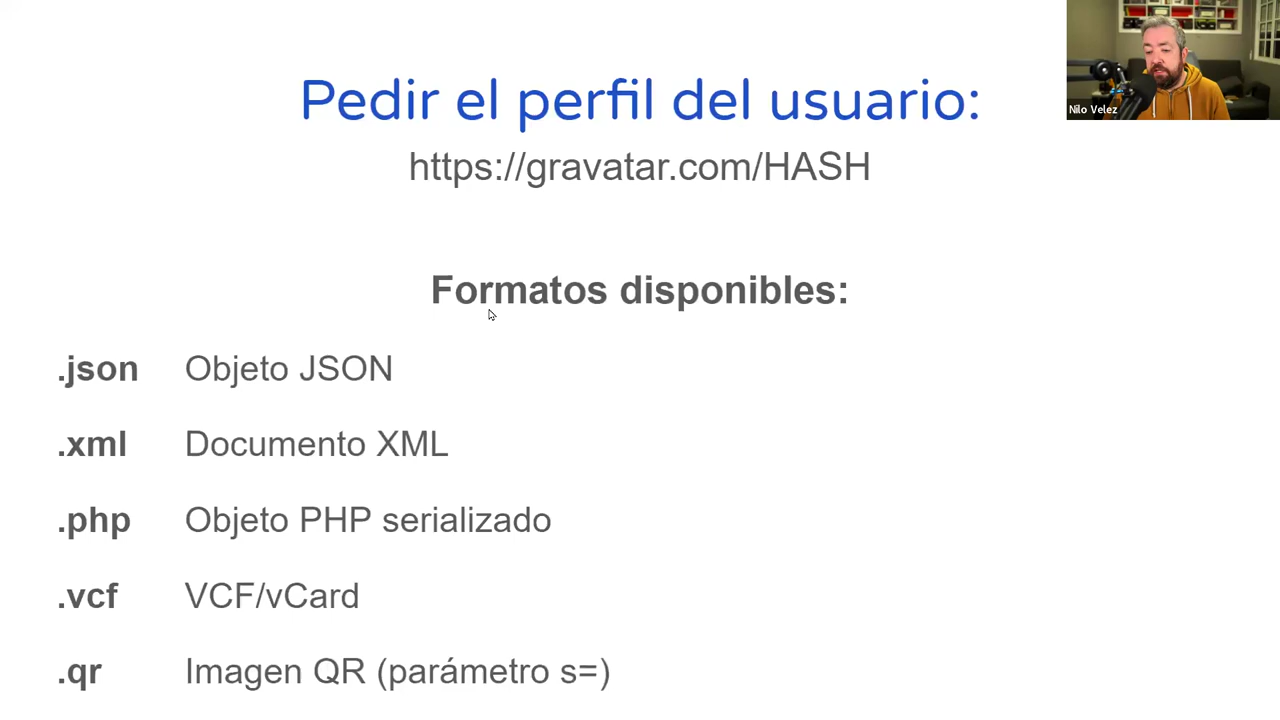 Pedir el perfil del usuario:
https://gravatar.com/HASH
Nilo Velez
Formatos disponibles:
.json Objeto JSON
.xml Documento XML
.php Objeto PHP serializado
.vcf VCF/vCard
.qr Imagen QR (parámetro s=)